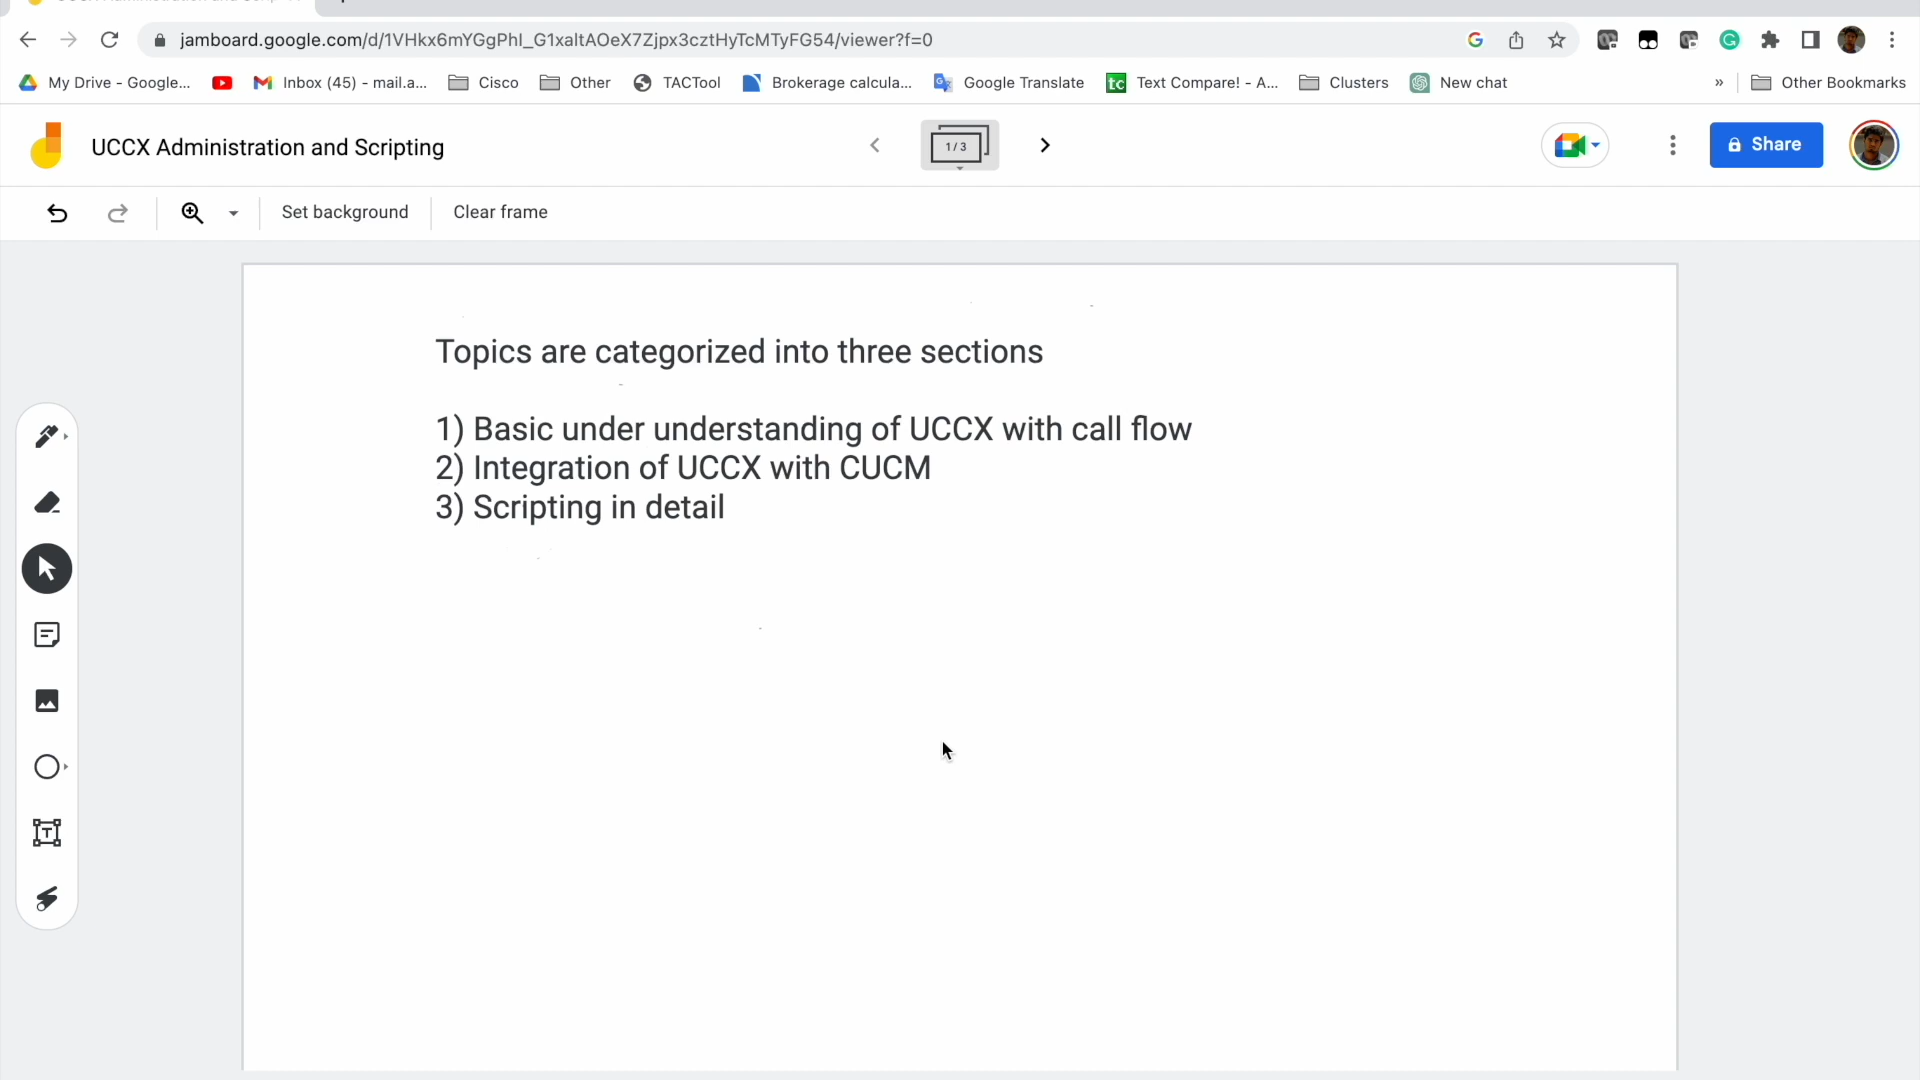 jamboard.google.com/d/1VHkx6mYGgPhI_G1xaltAOeX7Zjpx3cztHyTcMTyFG54/viewer?f=0
My Drive - Google... Inbox (45) - mail.a... Cisco Other TACTool Brokerage calcula... Google Translate tc Text Compare! - A... Clusters New chat » Other Bookmarks
UCCX Administration and Scripting
1 / 3
Share
Set background Clear frame
Topics are categorized into three sections
1) Basic under understanding of UCCX with call flow
2) Integration of UCCX with CUCM
3) Scripting in detail